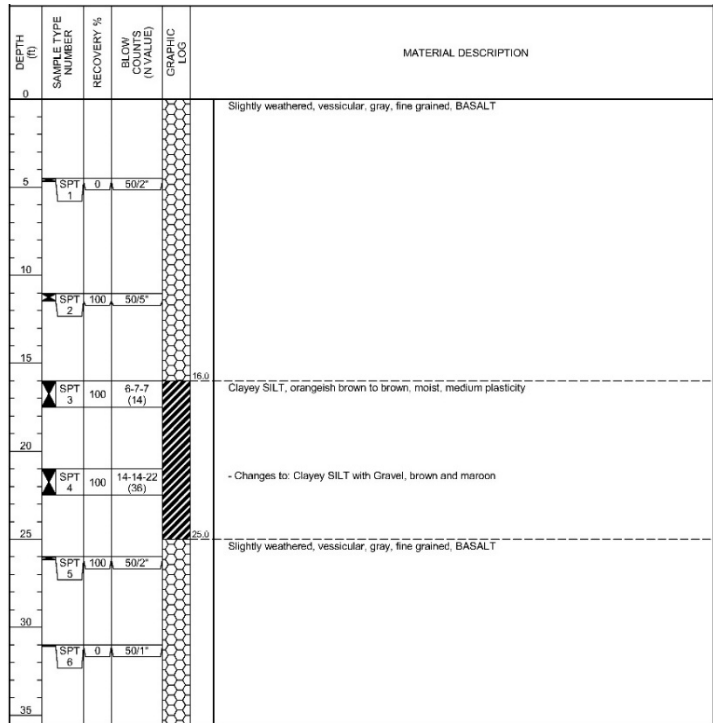 DEPTH (ft)
SAMPLE TYPE NUMBER
RECOVERY %
BLOW COUNTS (N VALUE)
GRAPHIC LOG
MATERIAL DESCRIPTION
0
Slightly weathered, vessicular, gray, fine grained, BASALT
5
SPT 1
0
50/2"
10
SPT 2
100
50/5"
15
16.0
SPT 3
100
6-7-7 (14)
Clayey SILT, orangeish brown to brown, moist, medium plasticity
20
SPT 4
100
14-14-22 (36)
- Changes to: Clayey SILT with Gravel, brown and maroon
25
25.0
Slightly weathered, vessicular, gray, fine grained, BASALT
SPT 5
100
50/2"
30
SPT 6
0
50/1"
35